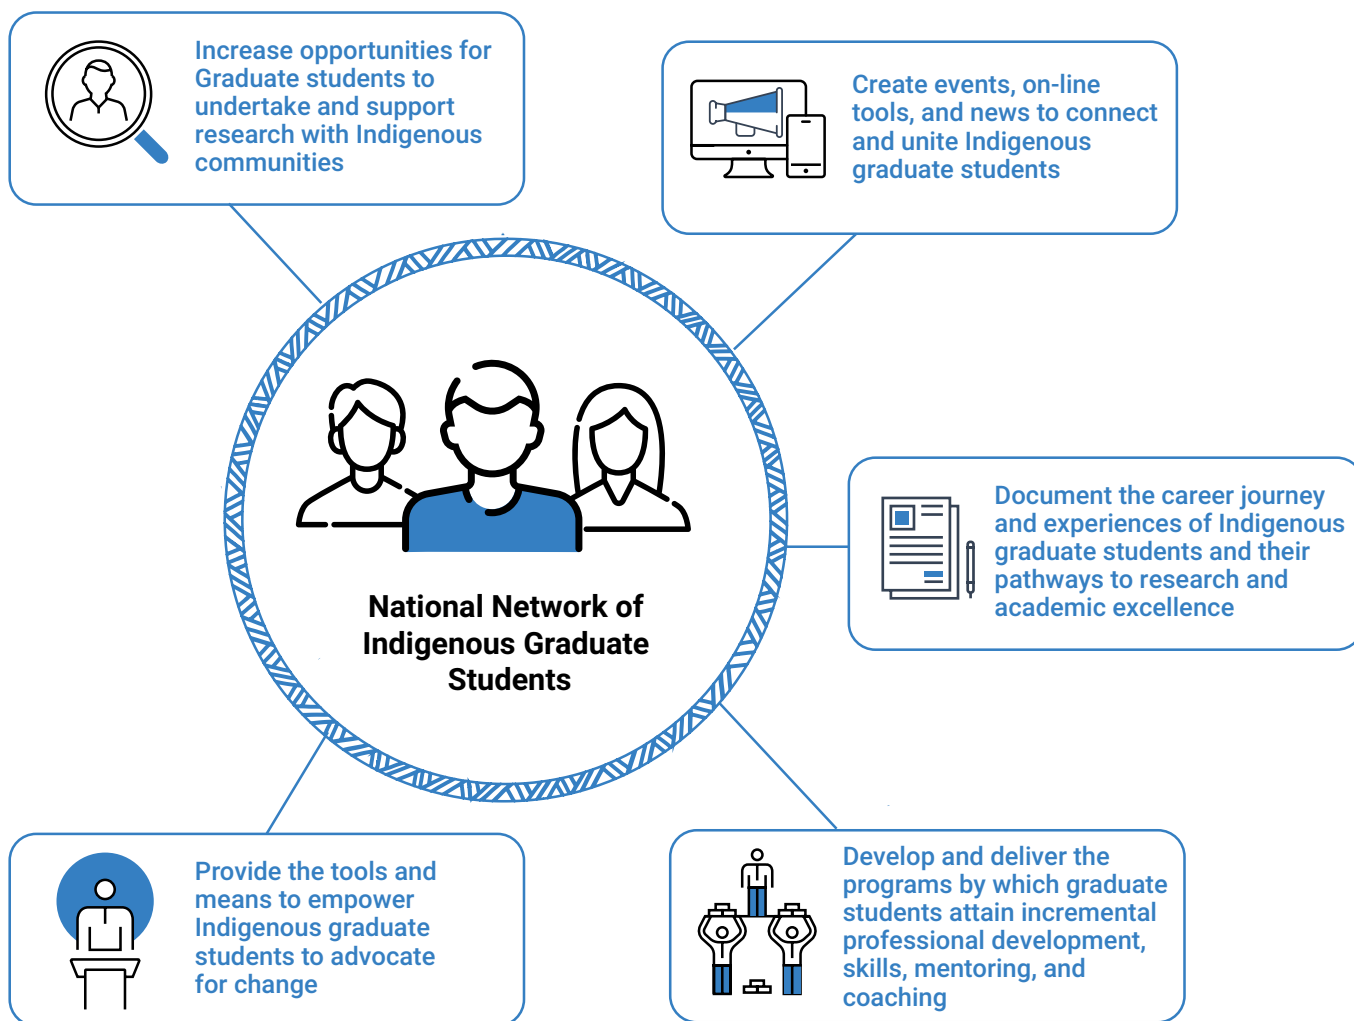 Increase opportunities for
Graduate students to
undertake and support
research with Indigenous
communities
Create events, on-line
tools, and news to connect
and unite Indigenous
graduate students
Document the career journey
and experiences of Indigenous
graduate students and their
pathways to research and
academic excellence
National Network of
Indigenous Graduate
Students
Provide the tools and
means to empower
Indigenous graduate
students to advocate
for change
Develop and deliver the
programs by which graduate
students attain incremental
professional development,
skills, mentoring, and
coaching